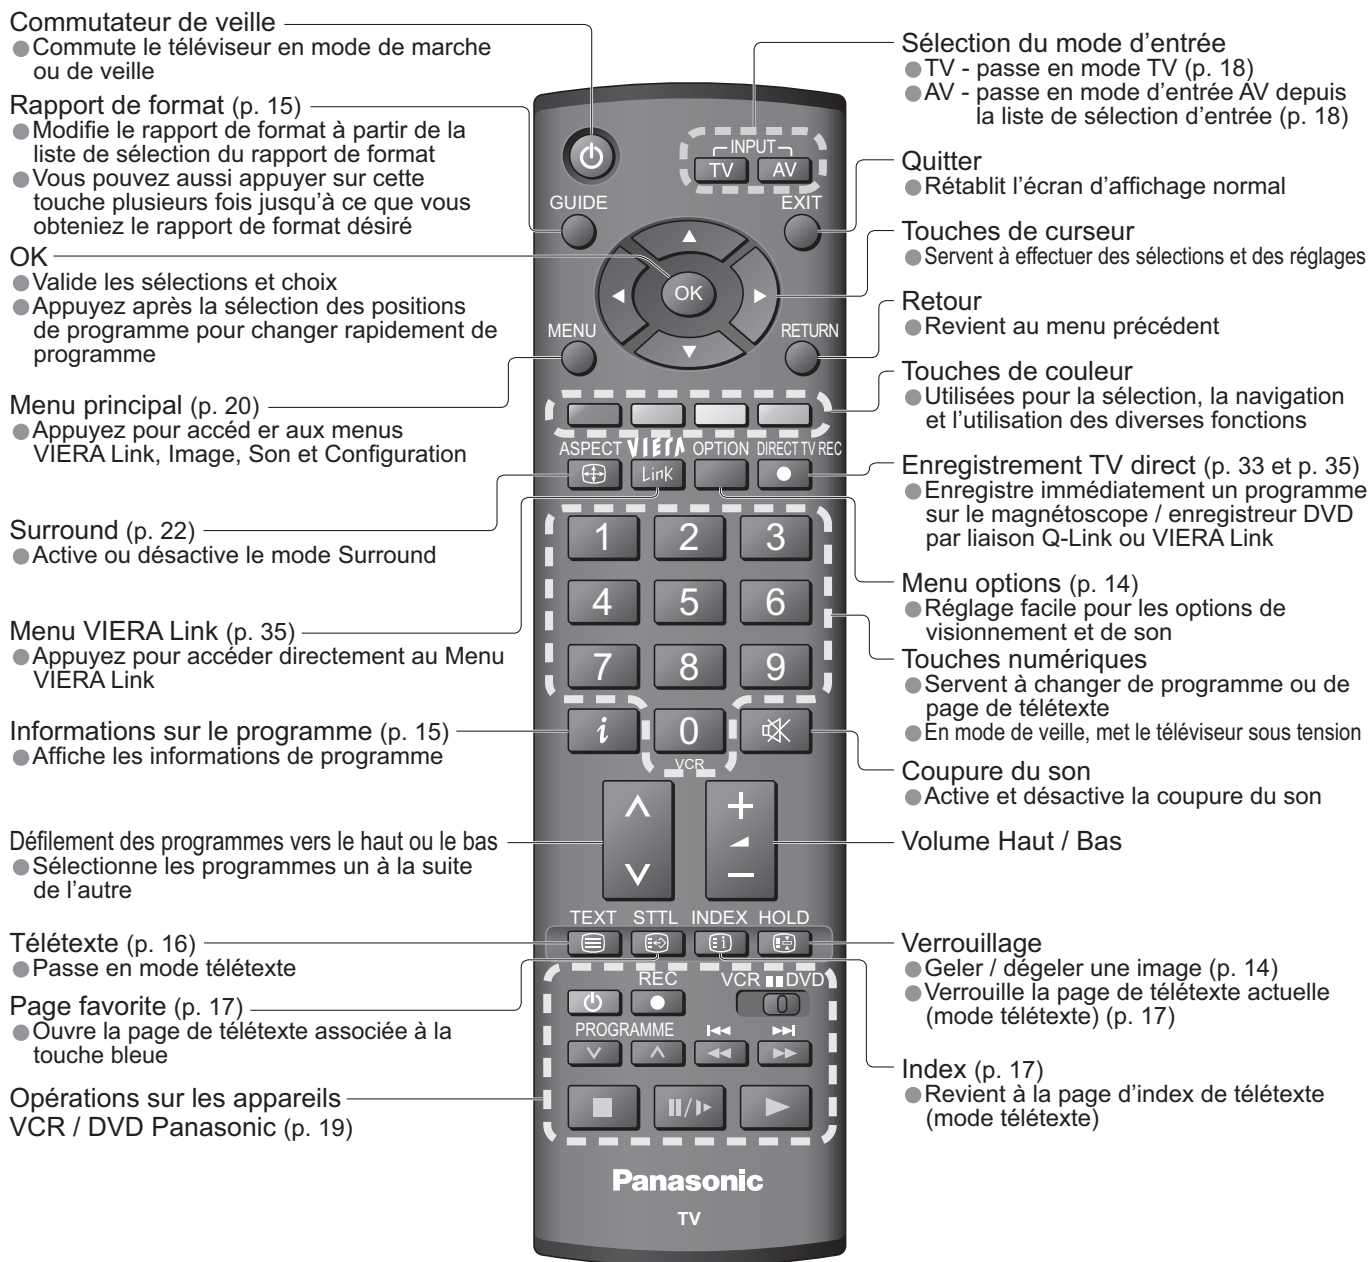 Commutateur de veille
●Commute le téléviseur en mode de marche
ou de veille
Rapport de format (p. 15)
●Modifie le rapport de format à partir de la
liste de sélection du rapport de format
●Vous pouvez aussi appuyer sur cette
touche plusieurs fois jusqu'à ce que vous
obteniez le rapport de format désiré
OK
●Valide les sélections et choix
●Appuyez après la sélection des positions
de programme pour changer rapidement de
programme
Menu principal (p. 20)
●Appuyez pour accéd er aux menus
VIERA Link, Image, Son et Configuration
Surround (p. 22)
●Active ou désactive le mode Surround
Menu VIERA Link (p. 35)
●Appuyez pour accéder directement au Menu
VIERA Link
Informations sur le programme (p. 15)
●Affiche les informations de programme
Défilement des programmes vers le haut ou le bas
●Sélectionne les programmes un à la suite
de l'autre
Télétexte (p. 16)
●Passe en mode télétexte
Page favorite (p. 17)
●Ouvre la page de télétexte associée à la
touche bleue
Opérations sur les appareils
VCR / DVD Panasonic (p. 19)
INPUT
TV AV
GUIDE EXIT
OK
MENU RETURN
ASPECT VIERA OPTION DIRECT TV REC
Link
1 2 3
4 5 6
7 8 9
i 0
VCR
+
−
TEXT STTL INDEX HOLD
REC VCR DVD
PROGRAMME
Panasonic
TV
Sélection du mode d'entrée
●TV - passe en mode TV (p. 18)
●AV - passe en mode d'entrée AV depuis
la liste de sélection d'entrée (p. 18)
Quitter
●Rétablit l'écran d'affichage normal
Touches de curseur
●Servent à effectuer des sélections et des réglages
Retour
●Revient au menu précédent
Touches de couleur
●Utilisées pour la sélection, la navigation
et l'utilisation des diverses fonctions
Enregistrement TV direct (p. 33 et p. 35)
●Enregistre immédiatement un programme
sur le magnétoscope / enregistreur DVD
par liaison Q-Link ou VIERA Link
Menu options (p. 14)
●Réglage facile pour les options de
visionnement et de son
Touches numériques
●Servent à changer de programme ou de
page de télétexte
●En mode de veille, met le téléviseur sous tension
Coupure du son
●Active et désactive la coupure du son
Volume Haut / Bas
Verrouillage
●Geler / dégeler une image (p. 14)
●Verrouille la page de télétexte actuelle
(mode télétexte) (p. 17)
Index (p. 17)
●Revient à la page d'index de télétexte
(mode télétexte)